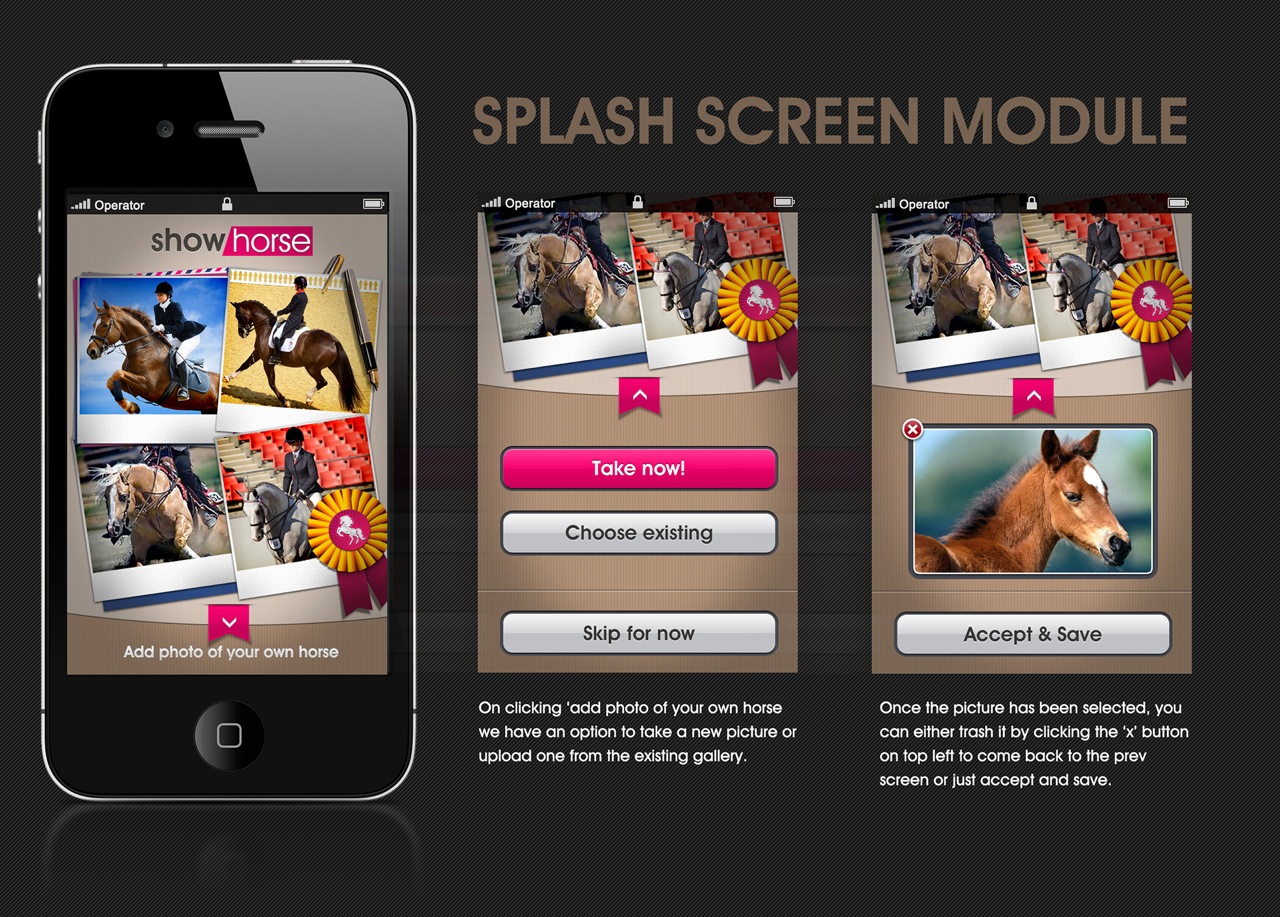 SPLASH SCREEN MODULE
Operator
showhorse
Add photo of your own horse
Operator
Take now!
Choose existing
Skip for now
On clicking ‘add photo of your own horse
we have an option to take a new picture or
upload one from the existing gallery.
Operator
Accept & Save
Once the picture has been selected, you
can either trash it by clicking the ‘x’ button
on top left to come back to the prev
screen or just accept and save.